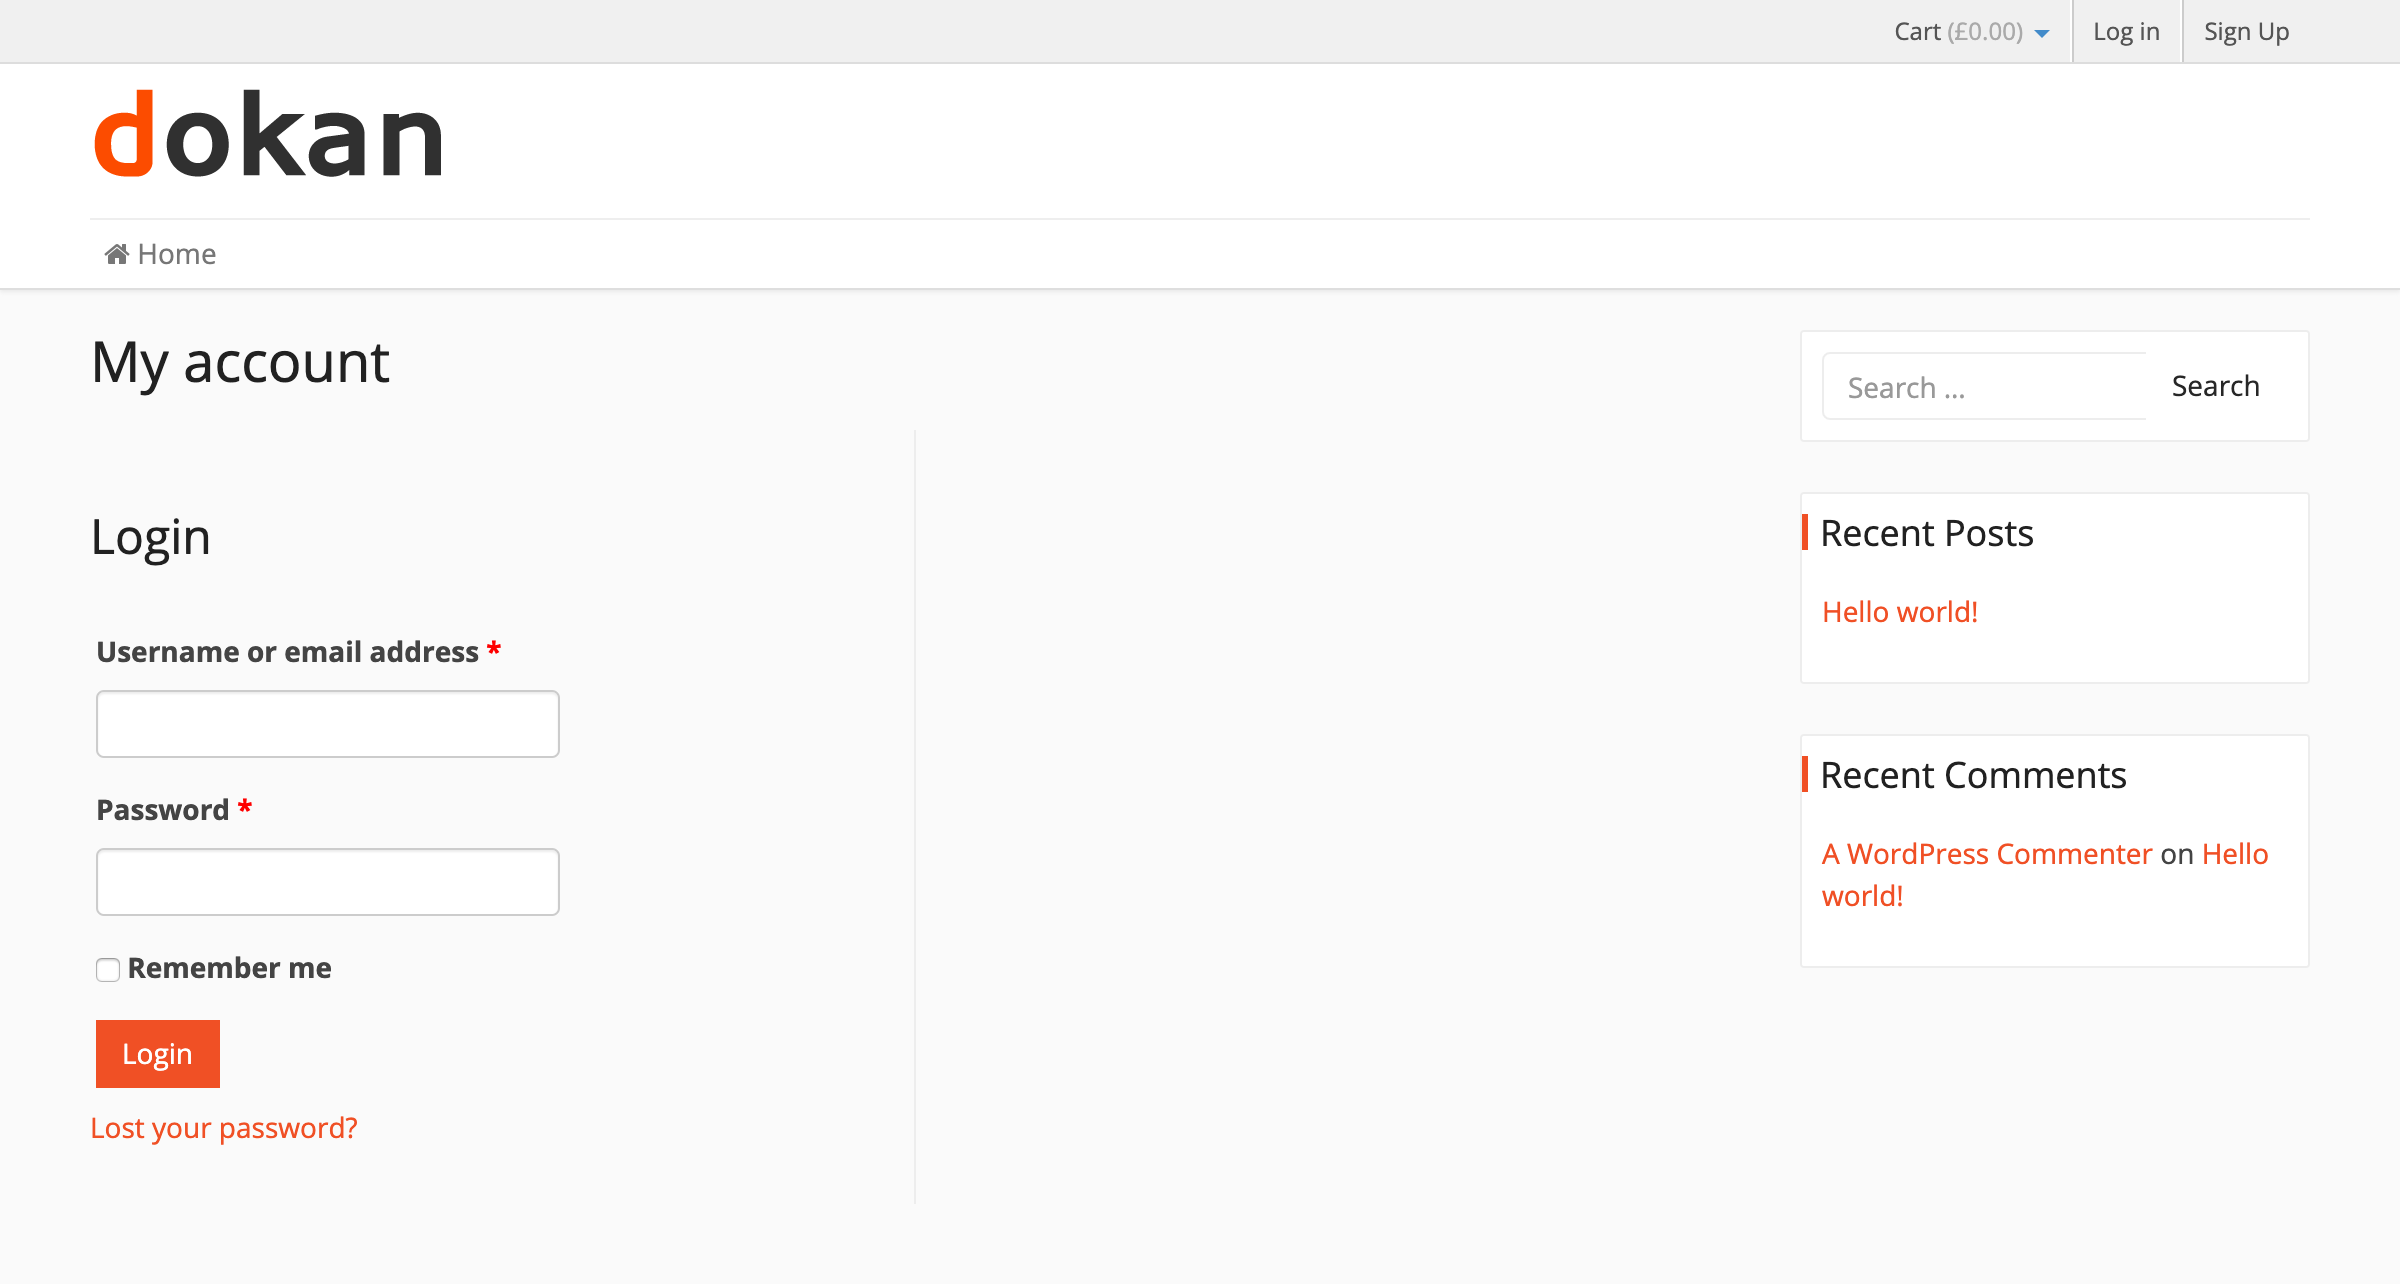 Cart (£0.00)
Log in
Sign Up
dokan
Home
My account
Login
Username or email address *
Password *
Remember me
Login
Lost your password?
Search ...
Search
Recent Posts
Hello world!
Recent Comments
A WordPress Commenter on Hello
world!